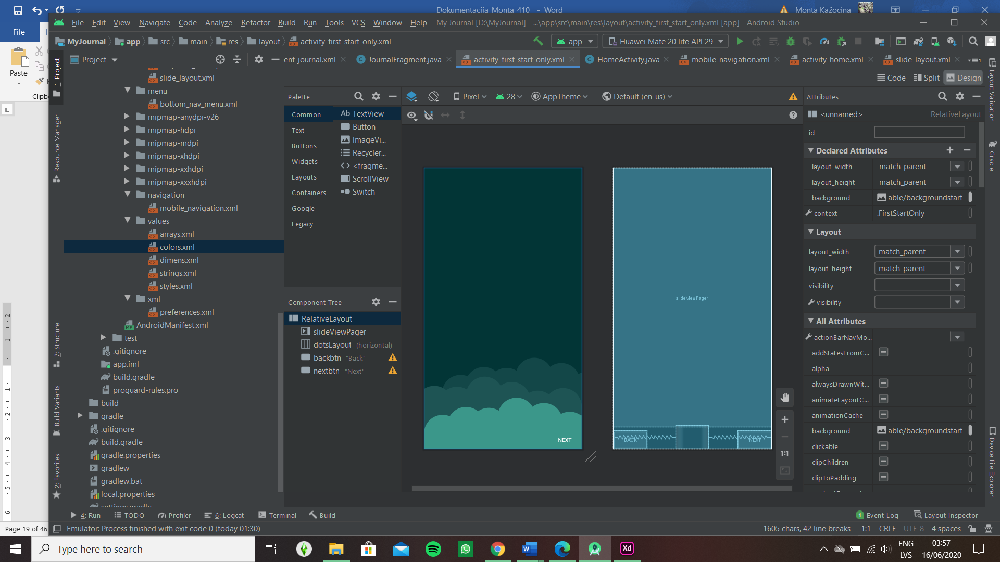 Dokumentācija Monta 410 - Word
Monta Kažocina
File Edit View Navigate Code Analyze Refactor Build Run Tools VCS Window Help My Journal [D:\MyJournal] - ...\app\src\main\res\layout\activity_first_start_only.xml [app] - Android Studio
File
MyJournal app src main res layout activity_first_start_only.xml
app Huawei Mate 20 lite API 29
Paste
Clipb
Project
ent_journal.xml JournalFragment.java activity_first_start_only.xml HomeActivity.java mobile_navigation.xml activity_home.xml slide_layout.xml
Code Split Design
1: Project
Resource Manager
7: Structure
Build Variants
2: Favorites
slide_layout.xml
menu
bottom_nav_menu.xml
mipmap-anydpi-v26
mipmap-hdpi
mipmap-mdpi
mipmap-xhdpi
mipmap-xxhdpi
mipmap-xxxhdpi
navigation
mobile_navigation.xml
values
arrays.xml
colors.xml
dimens.xml
strings.xml
styles.xml
xml
preferences.xml
AndroidManifest.xml
test
.gitignore
app.iml
build.gradle
proguard-rules.pro
build
gradle
.gitignore
build.gradle
gradle.properties
gradlew
gradlew.bat
local.properties
settings.gradle
Palette
Common
Text
Buttons
Widgets
Layouts
Containers
Google
Legacy
Ab TextView
Button
ImageVi...
Recycler...
<fragme...
ScrollView
Switch
Component Tree
RelativeLayout
slideViewPager
dotsLayout (horizontal)
backbtn "Back"
nextbtn "Next"
Pixel 28 AppTheme Default (en-us)
NEXT
slideViewPager
BACK
NEXT
1:1
Attributes
<unnamed> RelativeLayout
id
Declared Attributes
layout_width match_parent
layout_height match_parent
background able/backgroundstart
context .FirstStartOnly
Layout
layout_width match_parent
layout_height match_parent
visibility
visibility
All Attributes
actionBarNavMo...
addStatesFromC...
alpha
alwaysDrawnWit...
animateLayoutC...
animationCache
background able/backgroundstart
clickable
clipChildren
clipToPadding
Layout Validation
Gradle
Device File Explorer
4: Run TODO Profiler 6: Logcat Terminal Build
1 Event Log Layout Inspector
Page 19 of 46
Emulator: Process finished with exit code 0 (today 01:30)
1605 chars, 42 line breaks 1:1 CRLF UTF-8 4 spaces
Type here to search
Xd
ENG
LVS
03:57
16/06/2020